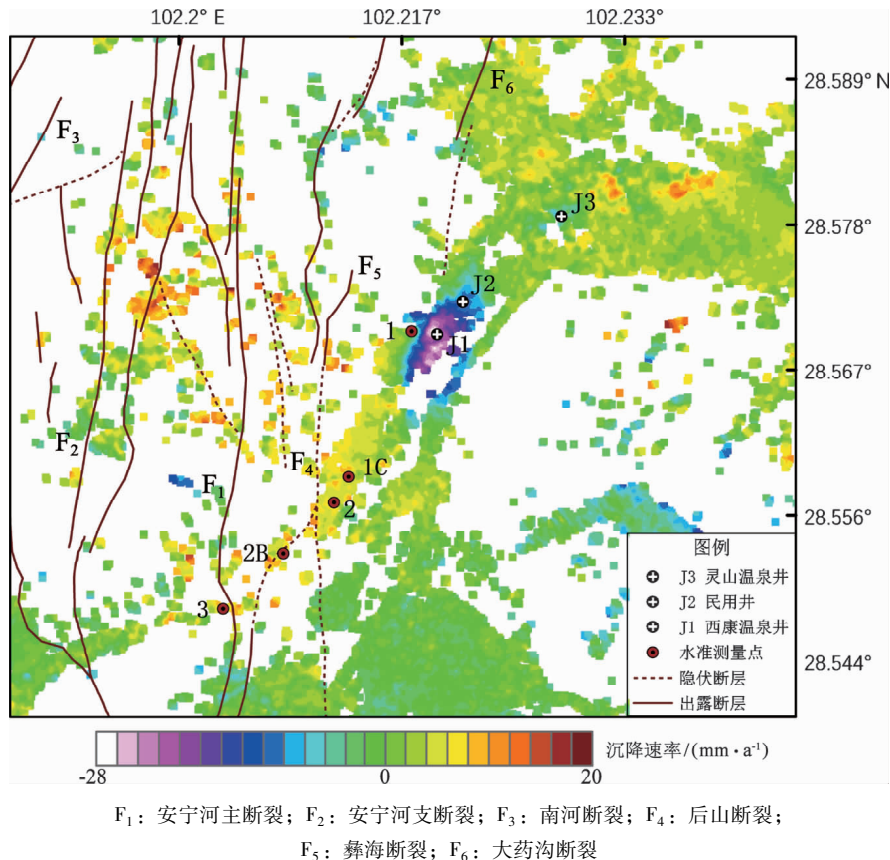 102.2° E 102.217° 102.233°
28.589° N
F₆
F₃
J3
28.578°
F₅
J2
1
J1
28.567°
F₂
F₄
1C
F₁
2
28.556°
2B
图例
J3 灵山温泉井
J2 民用井
3
J1 西康温泉井
水准测量点
隐伏断层
28.544°
出露断层
沉降速率/(mm·a⁻¹)
-28 0 20
F₁：安宁河主断裂；F₂：安宁河支断裂；F₃：南河断裂；F₄：后山断裂；
F₅：彝海断裂；F₆：大药沟断裂